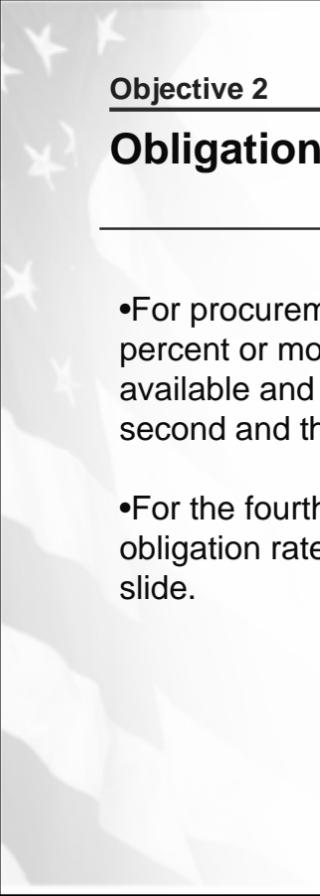 Objective 2
Obligation
•For procurem
percent or mo
available and
second and th
•For the fourth
obligation rate
slide.